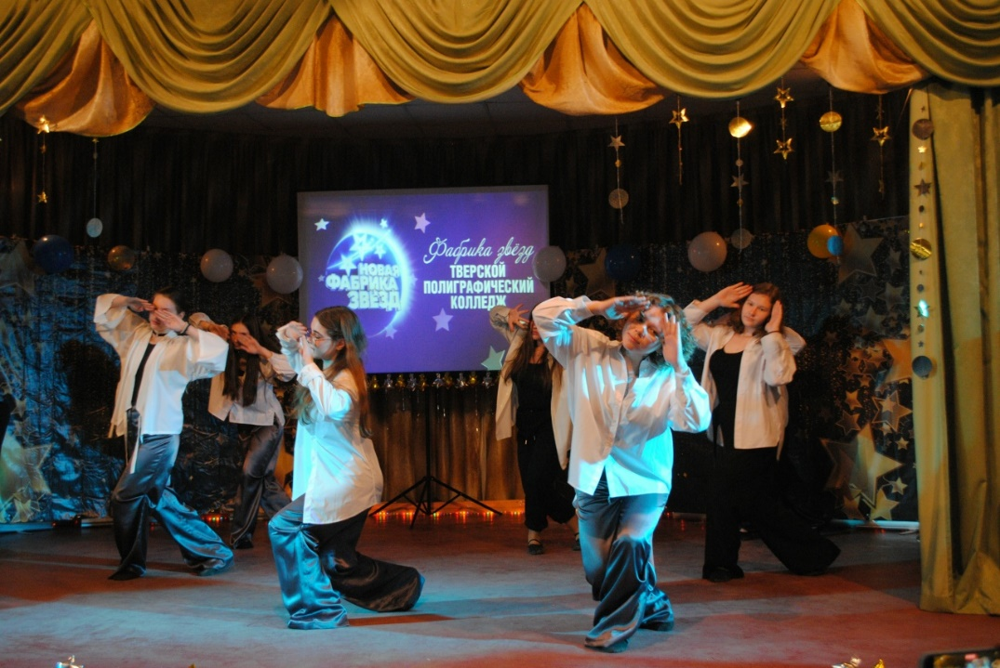 НОВАЯ
ФАБРИКА
ЗВЁЗД
Фабрика звёзд
ТВЕРСКОЙ
ПОЛИГРАФИЧЕСКИЙ
КОЛЛЕДЖ